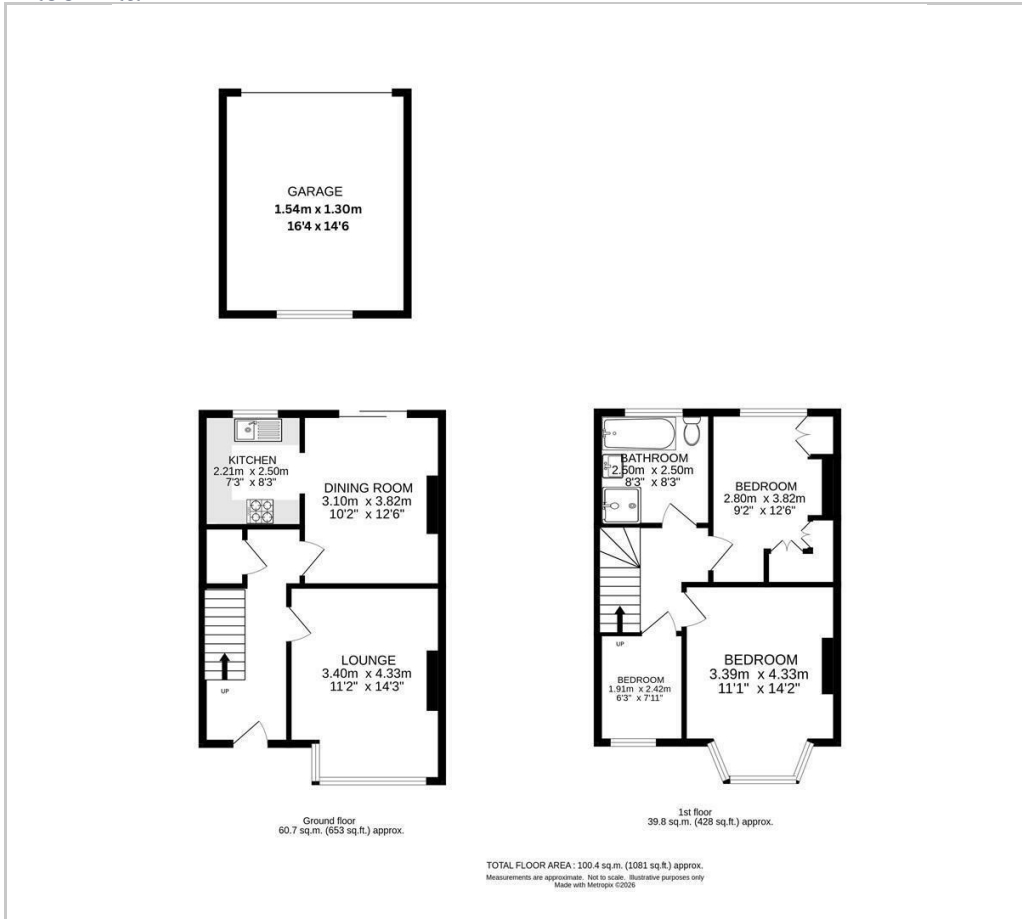 GARAGE
1.54m x 1.30m
16'4 x 14'6
KITCHEN
2.21m x 2.50m
7'3" x 8'3"
DINING ROOM
3.10m x 3.82m
10'2" x 12'6"
LOUNGE
3.40m x 4.33m
11'2" x 14'3"
UP
Ground floor
60.7 sq.m. (653 sq.ft.) approx.
BATHROOM
2.50m x 2.50m
8'3" x 8'3"
BEDROOM
2.80m x 3.82m
9'2" x 12'6"
UP
BEDROOM
1.91m x 2.42m
6'3" x 7'11"
BEDROOM
3.39m x 4.33m
11'1" x 14'2"
1st floor
39.8 sq.m. (428 sq.ft.) approx.
TOTAL FLOOR AREA : 100.4 sq.m. (1081 sq.ft.) approx.
Measurements are approximate. Not to scale. Illustrative purposes only
Made with Metropix ©2026